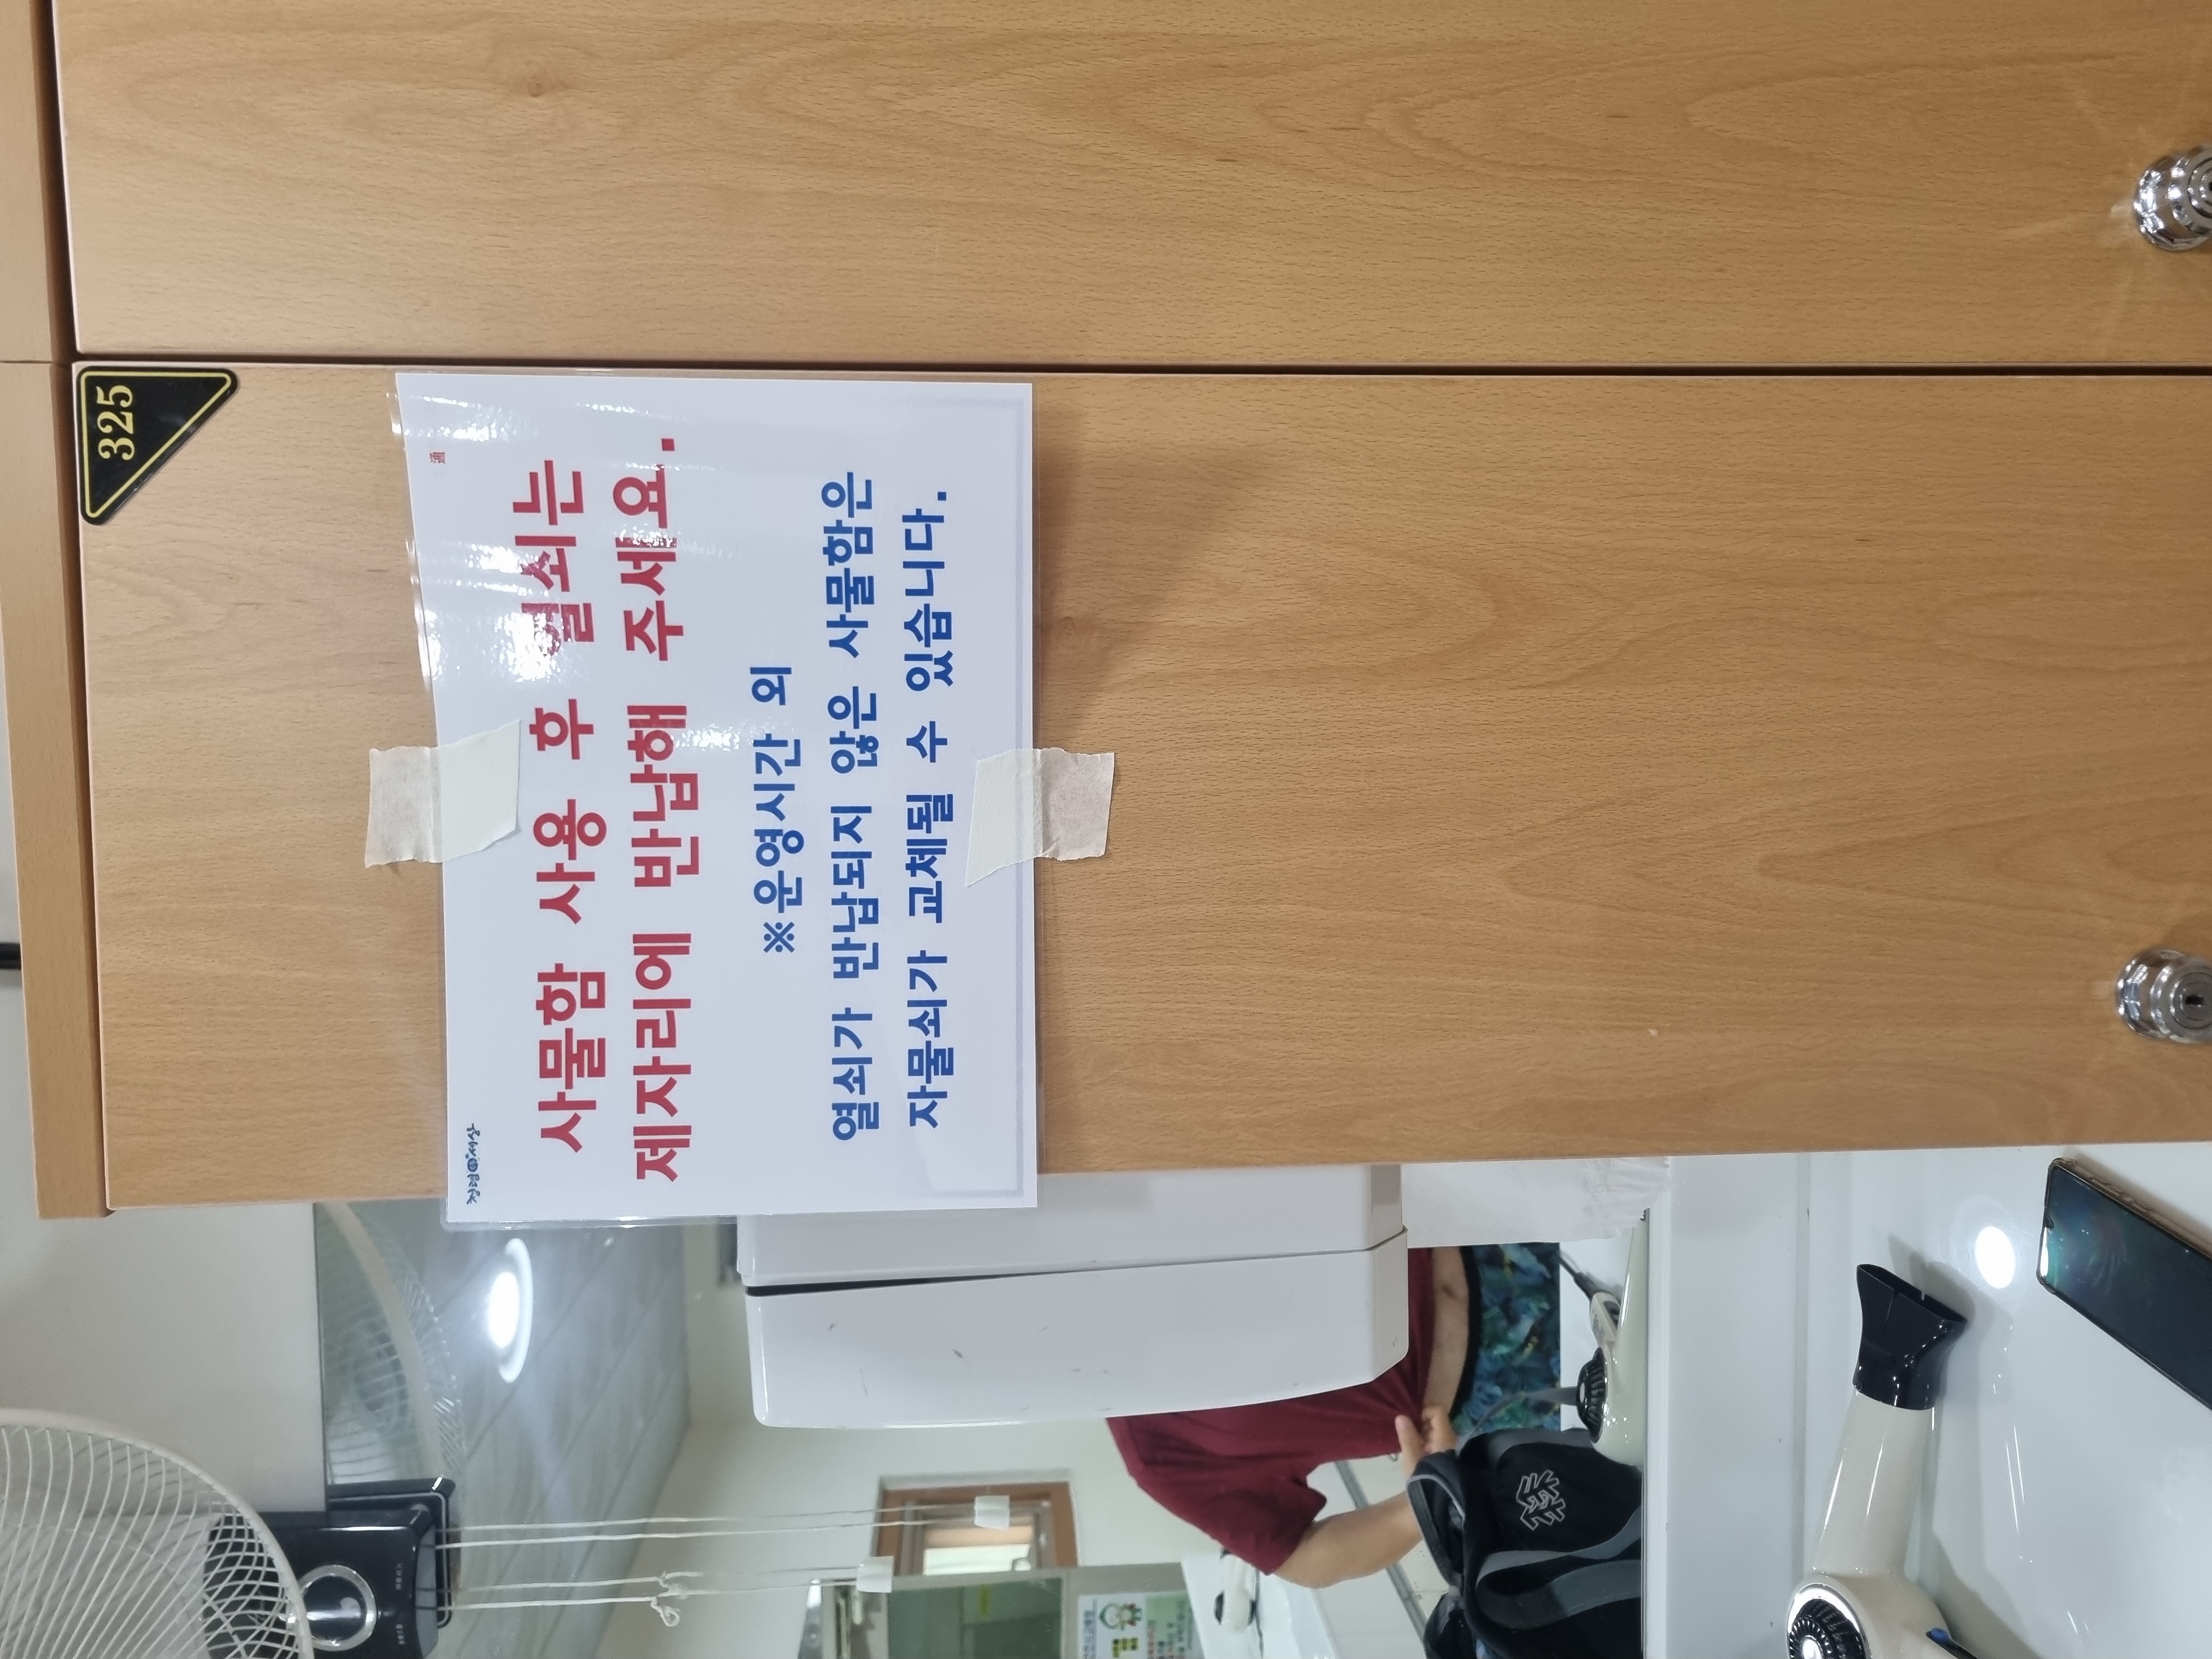 325
사물함 사용 후 열쇠는
제자리에 반납해 주세요.
※운영시간 외
열쇠가 반납되지 않은 사물함은
자물쇠가 교체될 수 있습니다.